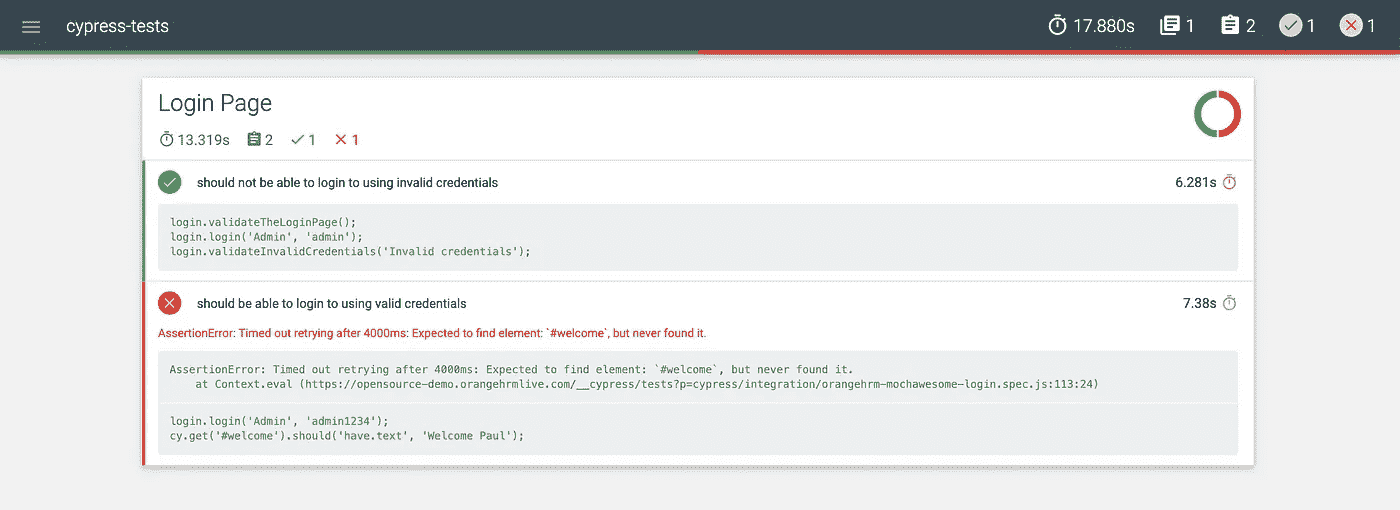 cypress-tests
17.880s 1 2 1 1
Login Page
13.319s 2 1 1
should not be able to login to using invalid credentials 6.281s
login.validateTheLoginPage();
login.login('Admin', 'admin');
login.validateInvalidCredentials('Invalid credentials');
should be able to login to using valid credentials 7.38s
AssertionError: Timed out retrying after 4000ms: Expected to find element: `#welcome`, but never found it.
AssertionError: Timed out retrying after 4000ms: Expected to find element: `#welcome`, but never found it.
at Context.eval (https://opensource-demo.orangehrmlive.com/__cypress/tests?p=cypress/integration/orangehrm-mochawesome-login.spec.js:113:24)
login.login('Admin', 'admin1234');
cy.get('#welcome').should('have.text', 'Welcome Paul');